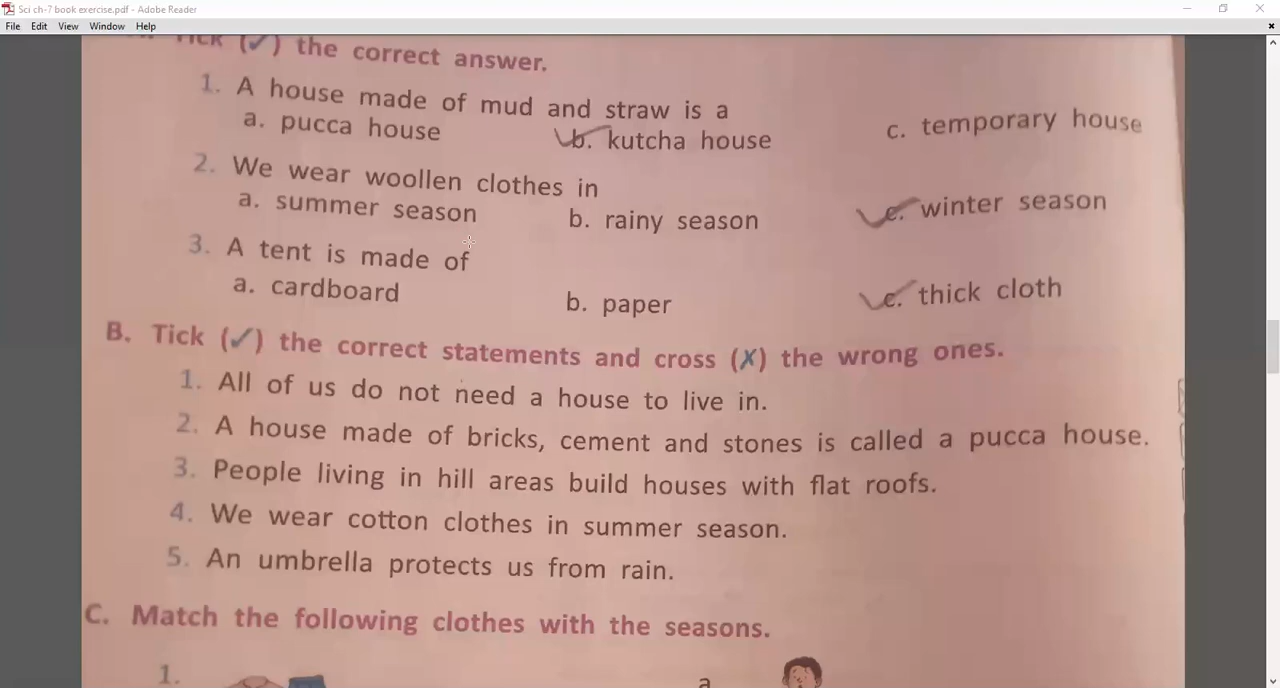 Sci ch-7 book exercise.pdf - Adobe Reader
File Edit View Window Help
Tick (✓) the correct answer.
1. A house made of mud and straw is a
a. pucca house b. kutcha house c. temporary house
2. We wear woollen clothes in
a. summer season b. rainy season c. winter season
3. A tent is made of
a. cardboard b. paper c. thick cloth
B. Tick (✓) the correct statements and cross (✗) the wrong ones.
1. All of us do not need a house to live in.
2. A house made of bricks, cement and stones is called a pucca house.
3. People living in hill areas build houses with flat roofs.
4. We wear cotton clothes in summer season.
5. An umbrella protects us from rain.
C. Match the following clothes with the seasons.
1.
a